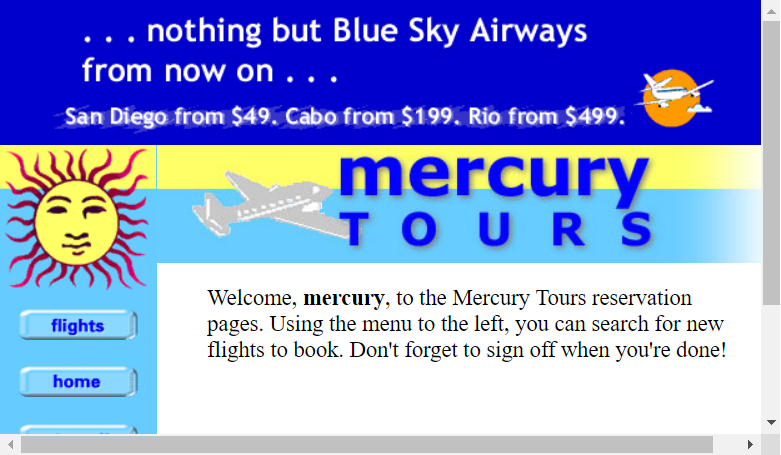 . . . nothing but Blue Sky Airways
from now on . . .
San Diego from $49. Cabo from $199. Rio from $499.
mercury
TOURS
Welcome, mercury, to the Mercury Tours reservation
pages. Using the menu to the left, you can search for new
flights to book. Don't forget to sign off when you're done!
flights
home